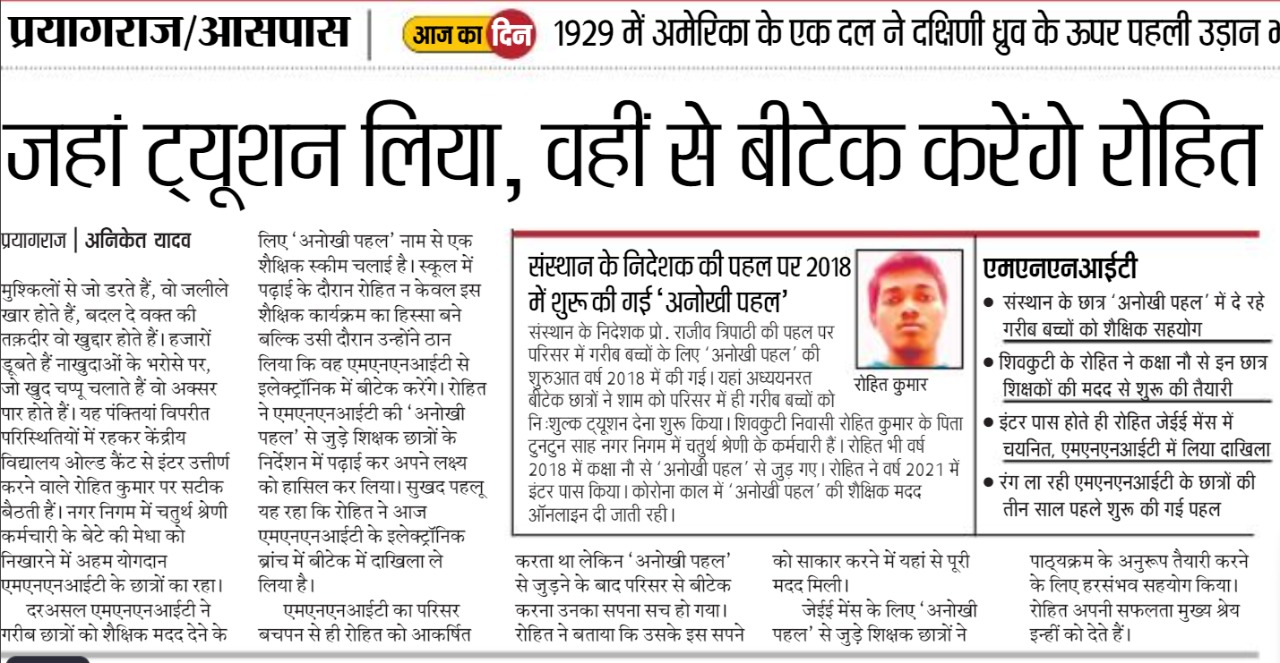 प्रयागराज/आसपास
आज का दिन
1929 में अमेरिका के एक दल ने दक्षिणी ध्रुव के ऊपर पहली उड़ान
जहां ट्यूशन लिया, वहीं से बीटेक करेंगे रोहित
प्रयागराज | अनिकेत यादव
मुश्किलों से जो डरते हैं, वो जलीले
खार होते हैं, बदल दे वक्त की
तक़दीर वो खुद्दार होते हैं। हजारों
डूबते हैं नाखुदाओं के भरोसे पर,
जो खुद चप्पू चलाते हैं वो अक्सर
पार होते हैं। यह पंक्तियां विपरीत
परिस्थितियों में रहकर केंद्रीय
विद्यालय ओल्ड कैंट से इंटर उत्तीर्ण
करने वाले रोहित कुमार पर सटीक
बैठती हैं। नगर निगम में चतुर्थ श्रेणी
कर्मचारी के बेटे की मेधा को
निखारने में अहम योगदान
एमएनएनआईटी के छात्रों का रहा।
दरअसल एमएनएनआईटी ने
गरीब छात्रों को शैक्षिक मदद देने के
लिए ‘अनोखी पहल’ नाम से एक
शैक्षिक स्कीम चलाई है। स्कूल में
पढ़ाई के दौरान रोहित न केवल इस
शैक्षिक कार्यक्रम का हिस्सा बने
बल्कि उसी दौरान उन्होंने ठान
लिया कि वह एमएनएनआईटी से
इलेक्ट्रॉनिक में बीटेक करेंगे। रोहित
ने एमएनएनआईटी की ‘अनोखी
पहल’ से जुड़े शिक्षक छात्रों के
निर्देशन में पढ़ाई कर अपने लक्ष्य
को हासिल कर लिया। सुखद पहलू
यह रहा कि रोहित ने आज
एमएनएनआईटी के इलेक्ट्रॉनिक
ब्रांच में बीटेक में दाखिला ले
लिया है।
एमएनएनआईटी का परिसर
बचपन से ही रोहित को आकर्षित
संस्थान के निदेशक की पहल पर 2018
में शुरू की गई ‘अनोखी पहल’
संस्थान के निदेशक प्रो. राजीव त्रिपाठी की पहल पर
परिसर में गरीब बच्चों के लिए ‘अनोखी पहल’ की
शुरुआत वर्ष 2018 में की गई। यहां अध्ययनरत
बीटेक छात्रों ने शाम को परिसर में ही गरीब बच्चों को
नि:शुल्क ट्यूशन देना शुरू किया। शिवकुटी निवासी रोहित कुमार के पिता
टुनटुन साह नगर निगम में चतुर्थ श्रेणी के कर्मचारी हैं। रोहित भी वर्ष
2018 में कक्षा नौ से ‘अनोखी पहल’ से जुड़ गए। रोहित ने वर्ष 2021 में
इंटर पास किया। कोरोना काल में ‘अनोखी पहल’ की शैक्षिक मदद
ऑनलाइन दी जाती रही।
रोहित कुमार
एमएनएनआईटी
● संस्थान के छात्र ‘अनोखी पहल’ में दे रहे
गरीब बच्चों को शैक्षिक सहयोग
● शिवकुटी के रोहित ने कक्षा नौ से इन छात्र
शिक्षकों की मदद से शुरू की तैयारी
● इंटर पास होते ही रोहित जेईई मेंस में
चयनित, एमएनएनआईटी में लिया दाखिला
● रंग ला रही एमएनएनआईटी के छात्रों की
तीन साल पहले शुरू की गई पहल
करता था लेकिन ‘अनोखी पहल’
से जुड़ने के बाद परिसर से बीटेक
करना उनका सपना सच हो गया।
रोहित ने बताया कि उसके इस सपने
को साकार करने में यहां से पूरी
मदद मिली।
जेईई मेंस के लिए ‘अनोखी
पहल’ से जुड़े शिक्षक छात्रों ने
पाठ्यक्रम के अनुरूप तैयारी करने
के लिए हरसंभव सहयोग किया।
रोहित अपनी सफलता मुख्य श्रेय
इन्हीं को देते हैं।